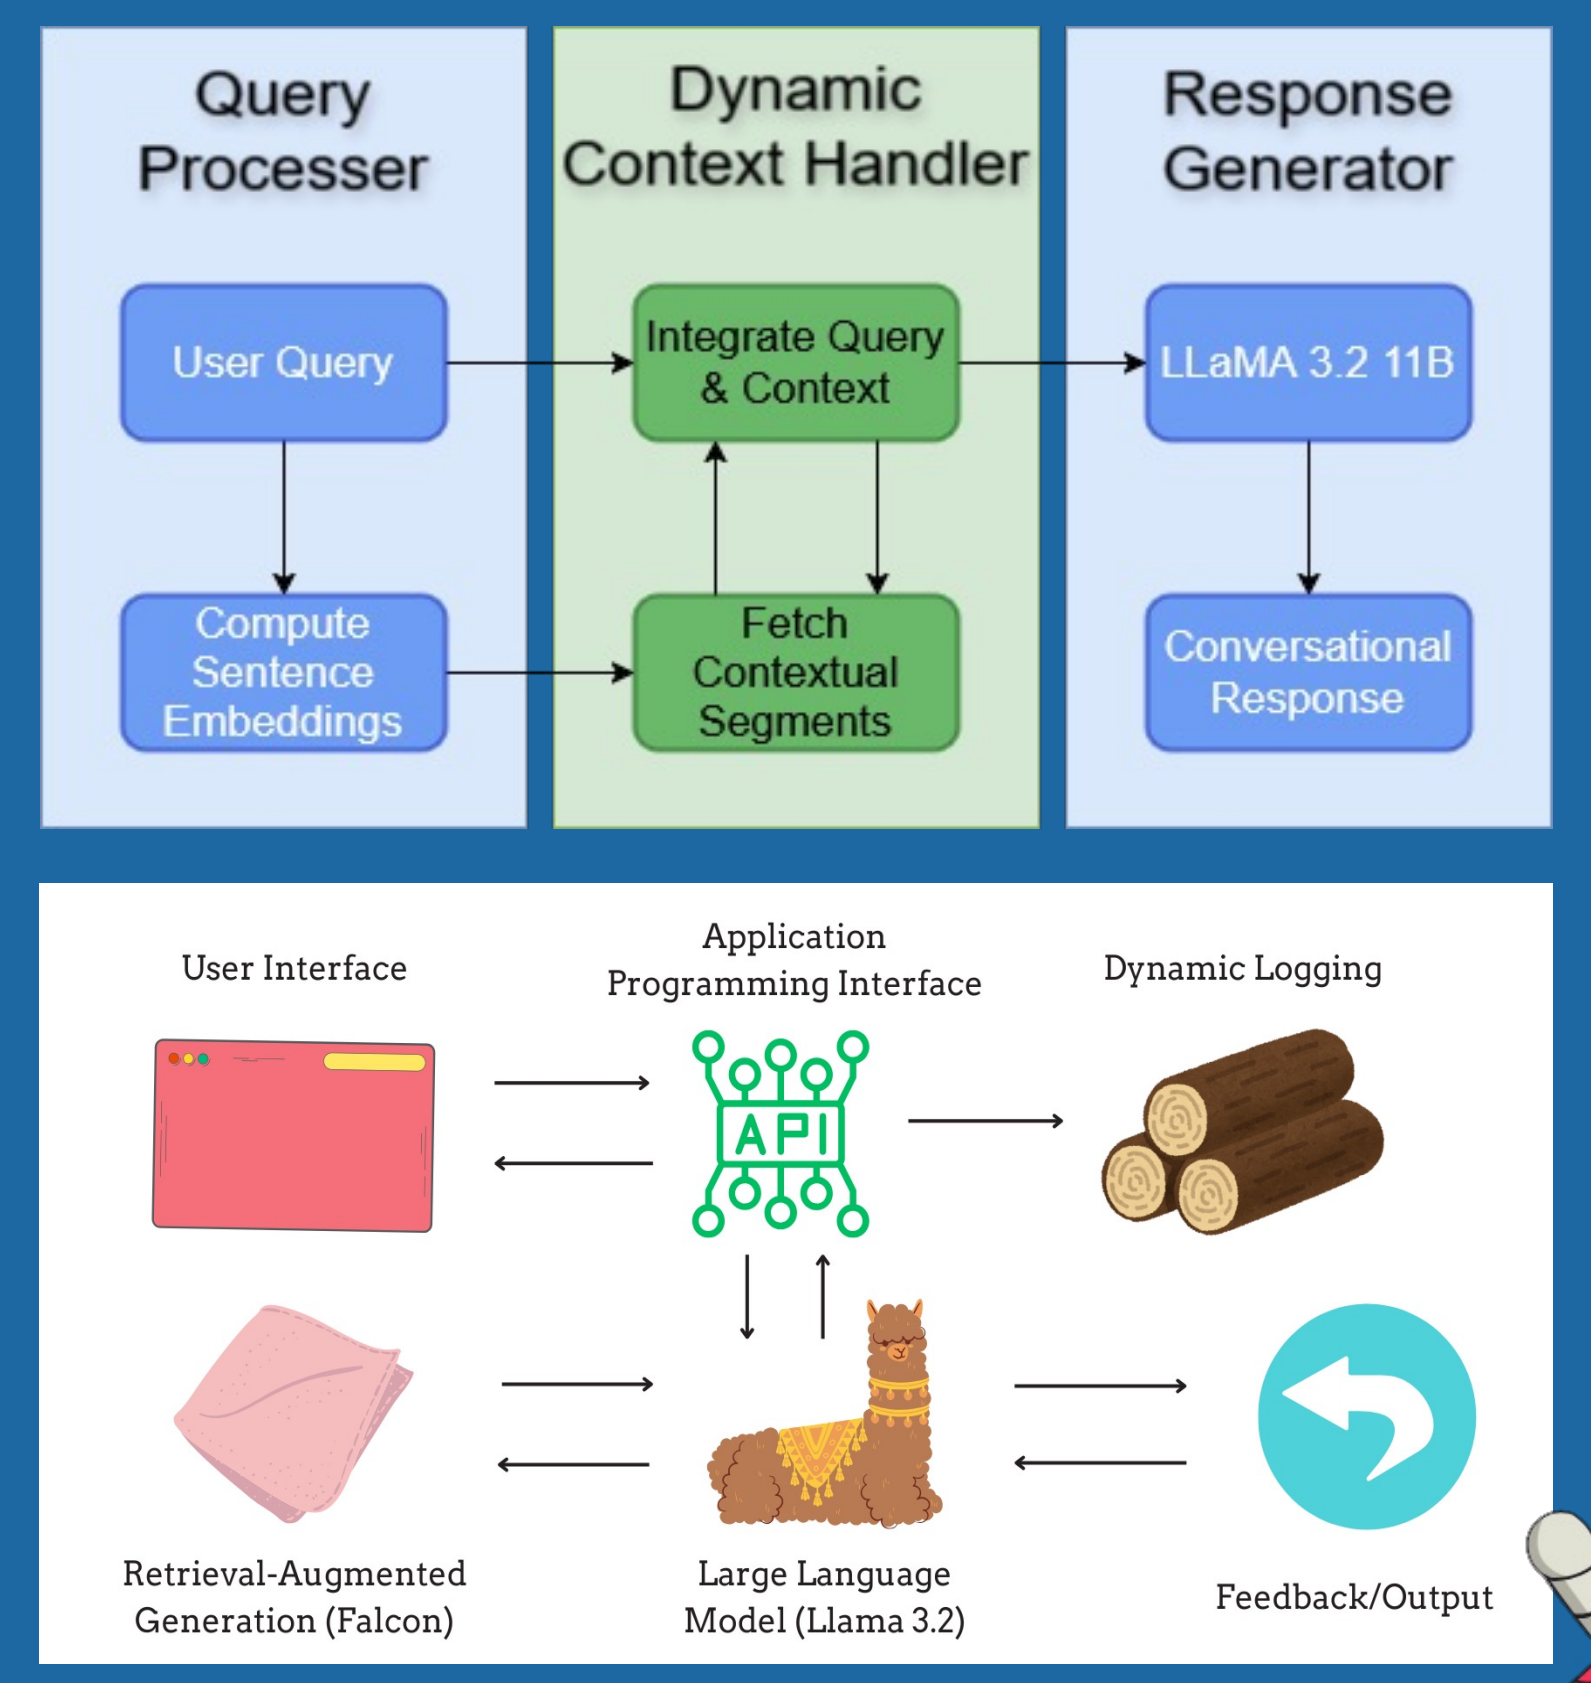 Query
Processer
Dynamic
Context Handler
Response
Generator
User Query
Integrate Query
& Context
LLaMA 3.2 11B
Compute
Sentence
Embeddings
Fetch
Contextual
Segments
Conversational
Response
User Interface
Application
Programming Interface
Dynamic Logging
API
Retrieval-Augmented
Generation (Falcon)
Large Language
Model (Llama 3.2)
Feedback/Output